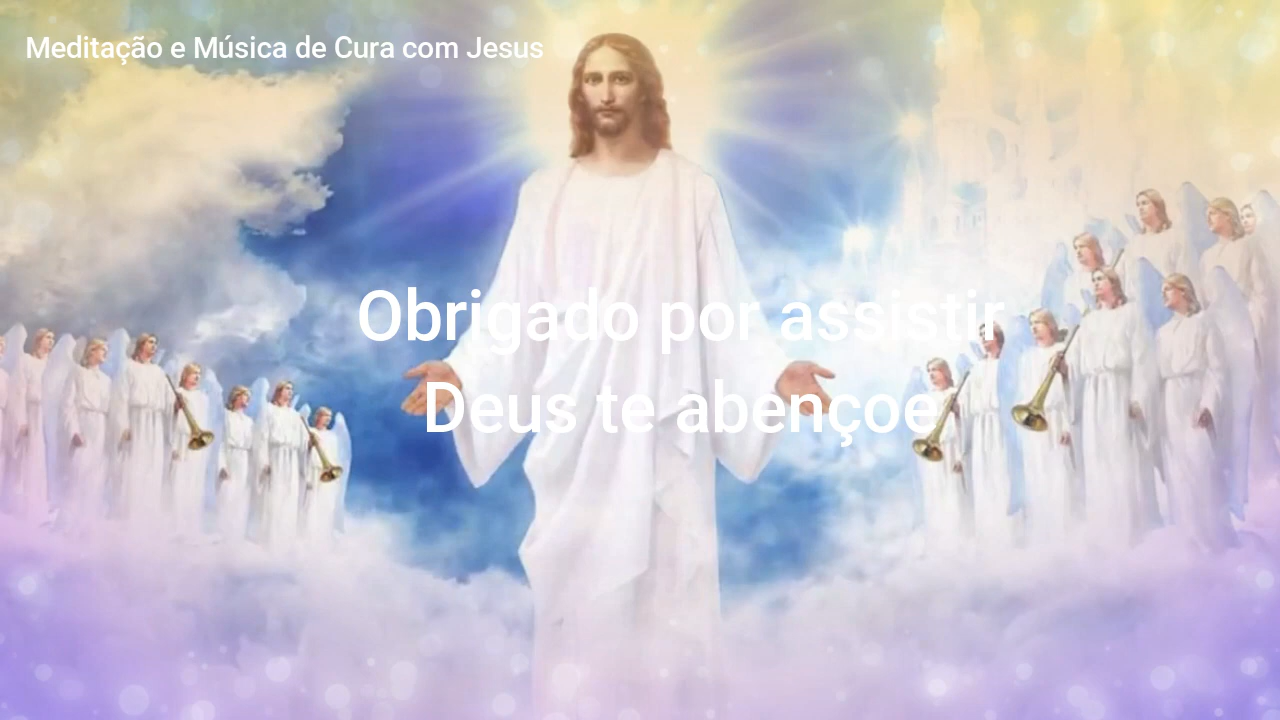 Meditação e Música de Cura com Jesus
Obrigado por assistir
Deus te abençoe